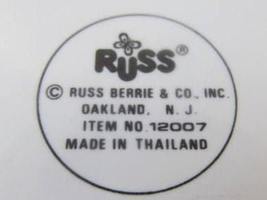 RUSS®
© RUSS BERRIE & CO., INC.
OAKLAND, N. J.
ITEM NO. 12007
MADE IN THAILAND